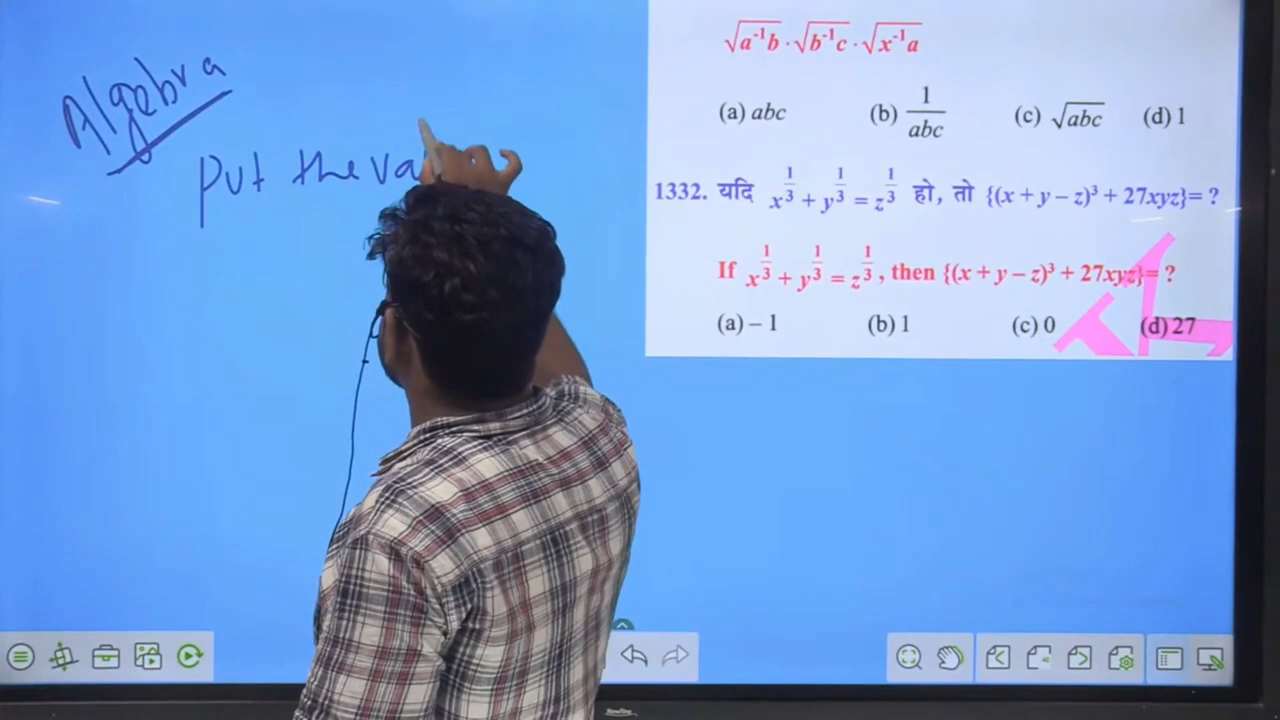 Algebra
Put the va
√a⁻¹b · √b⁻¹c · √x⁻¹a
(a) abc (b) 1/abc (c) √abc (d) 1
1332. यदि x^1/3 + y^1/3 = z^1/3 हो, तो {(x + y – z)³ + 27xyz}= ?
If x^1/3 + y^1/3 = z^1/3, then {(x + y – z)³ + 27xyz}= ?
(a) – 1 (b) 1 (c) 0 (d) 27